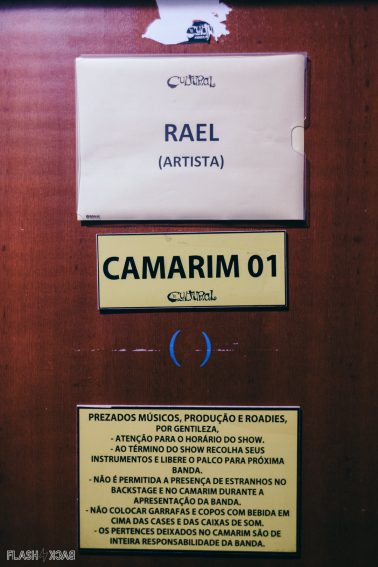 Cultural
RAEL
(ARTISTA)
CAMARIM 01
Cultural
( )
PREZADOS MÚSICOS, PRODUÇÃO E ROADIES,
POR GENTILEZA,
- ATENÇÃO PARA O HORÁRIO DO SHOW.
- AO TÉRMINO DO SHOW RECOLHA SEUS
INSTRUMENTOS E LIBERE O PALCO PARA PRÓXIMA
BANDA.
- NÃO É PERMITIDA A PRESENÇA DE ESTRANHOS NO
BACKSTAGE E NO CAMARIM DURANTE A
APRESENTAÇÃO DA BANDA.
- NÃO COLOCAR GARRAFAS E COPOS COM BEBIDA EM
CIMA DAS CASES E DAS CAIXAS DE SOM.
- OS PERTENCES DEIXADOS NO CAMARIM SÃO DE
INTEIRA RESPONSABILIDADE DA BANDA.
FLASH BACK